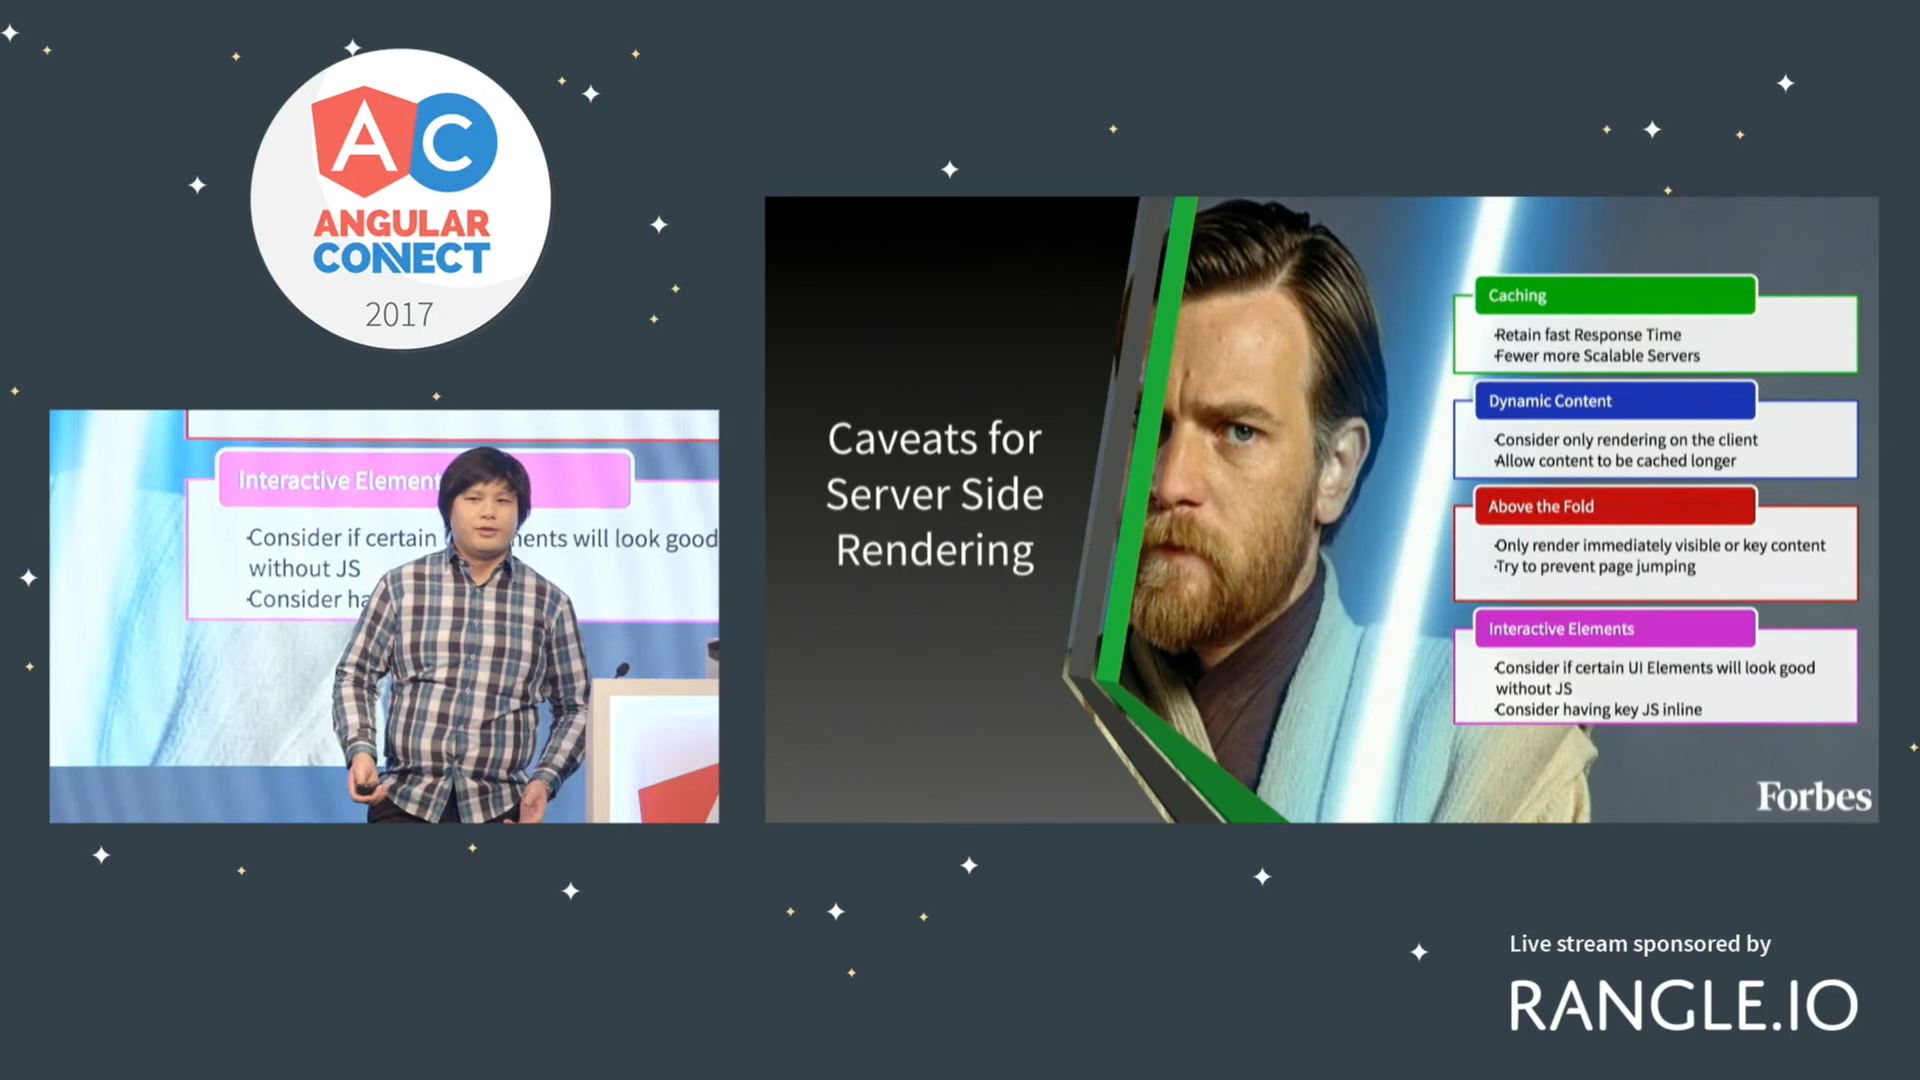 AC
ANGULAR
CONNECT
2017
Interactive Element
·Consider if certain
ents will look good
without JS
·Consider ha
Caveats for
Server Side
Rendering
Caching
·Retain fast Response Time
·Fewer more Scalable Servers
Dynamic Content
·Consider only rendering on the client
·Allow content to be cached longer
Above the Fold
·Only render immediately visible or key content
·Try to prevent page jumping
Interactive Elements
·Consider if certain UI Elements will look good
without JS
·Consider having key JS inline
Forbes
Live stream sponsored by
RANGLE.IO